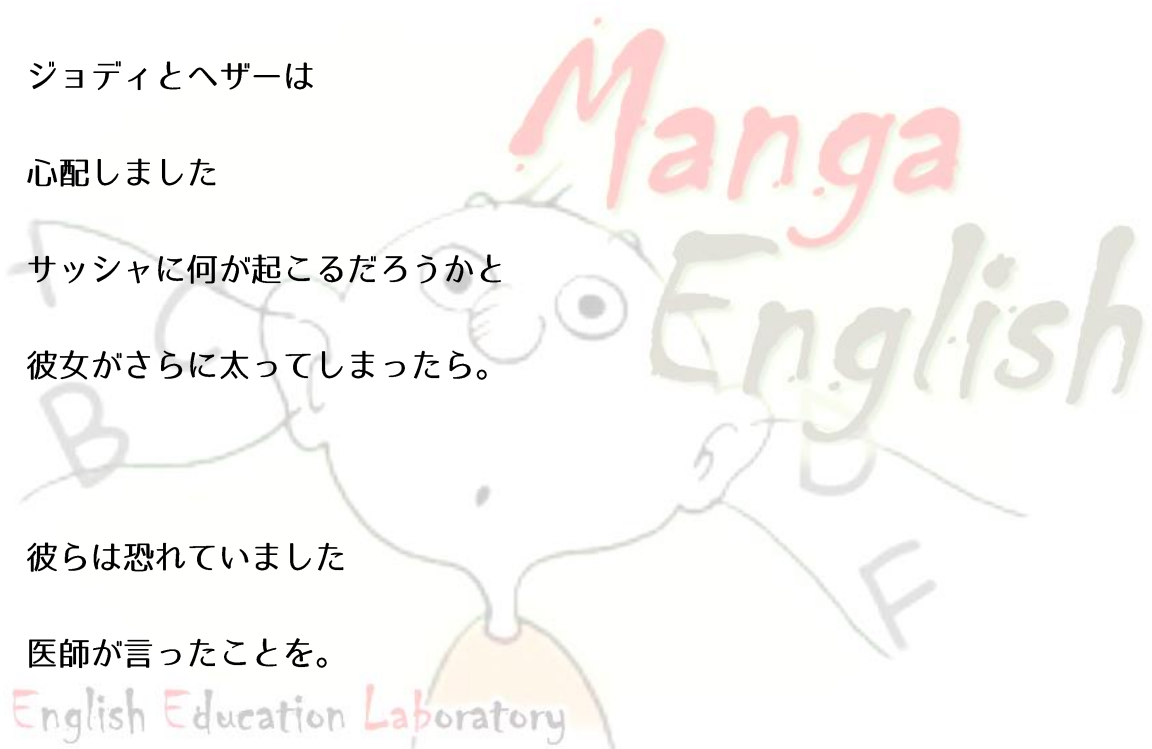 ジョディとヘザーは
心配しました
サッシャに何が起こるだろうかと
彼女がさらに太ってしまったら。
彼らは恐れていました
医師が言ったことを。
Manga
English
A
C
B
D
F
English Education Laboratory